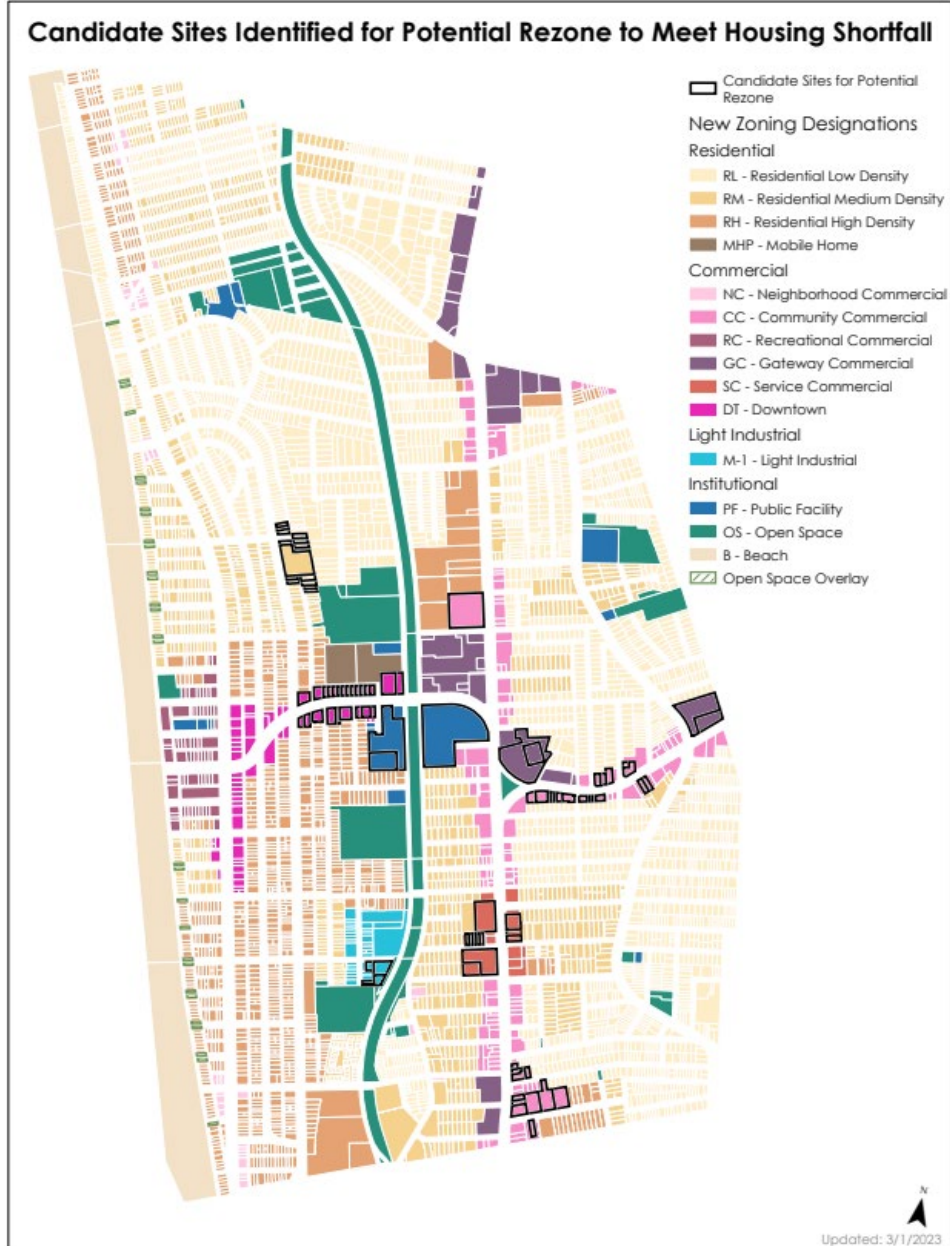 Candidate Sites Identified for Potential Rezone to Meet Housing Shortfall
Candidate Sites for Potential
Rezone
New Zoning Designations
Residential
RL - Residential Low Density
RM - Residential Medium Density
RH - Residential High Density
MHP - Mobile Home
Commercial
NC - Neighborhood Commercial
CC - Community Commercial
RC - Recreational Commercial
GC - Gateway Commercial
SC - Service Commercial
DT - Downtown
Light Industrial
M-1 - Light Industrial
Institutional
PF - Public Facility
OS - Open Space
B - Beach
Open Space Overlay
N
Updated: 3/1/2023